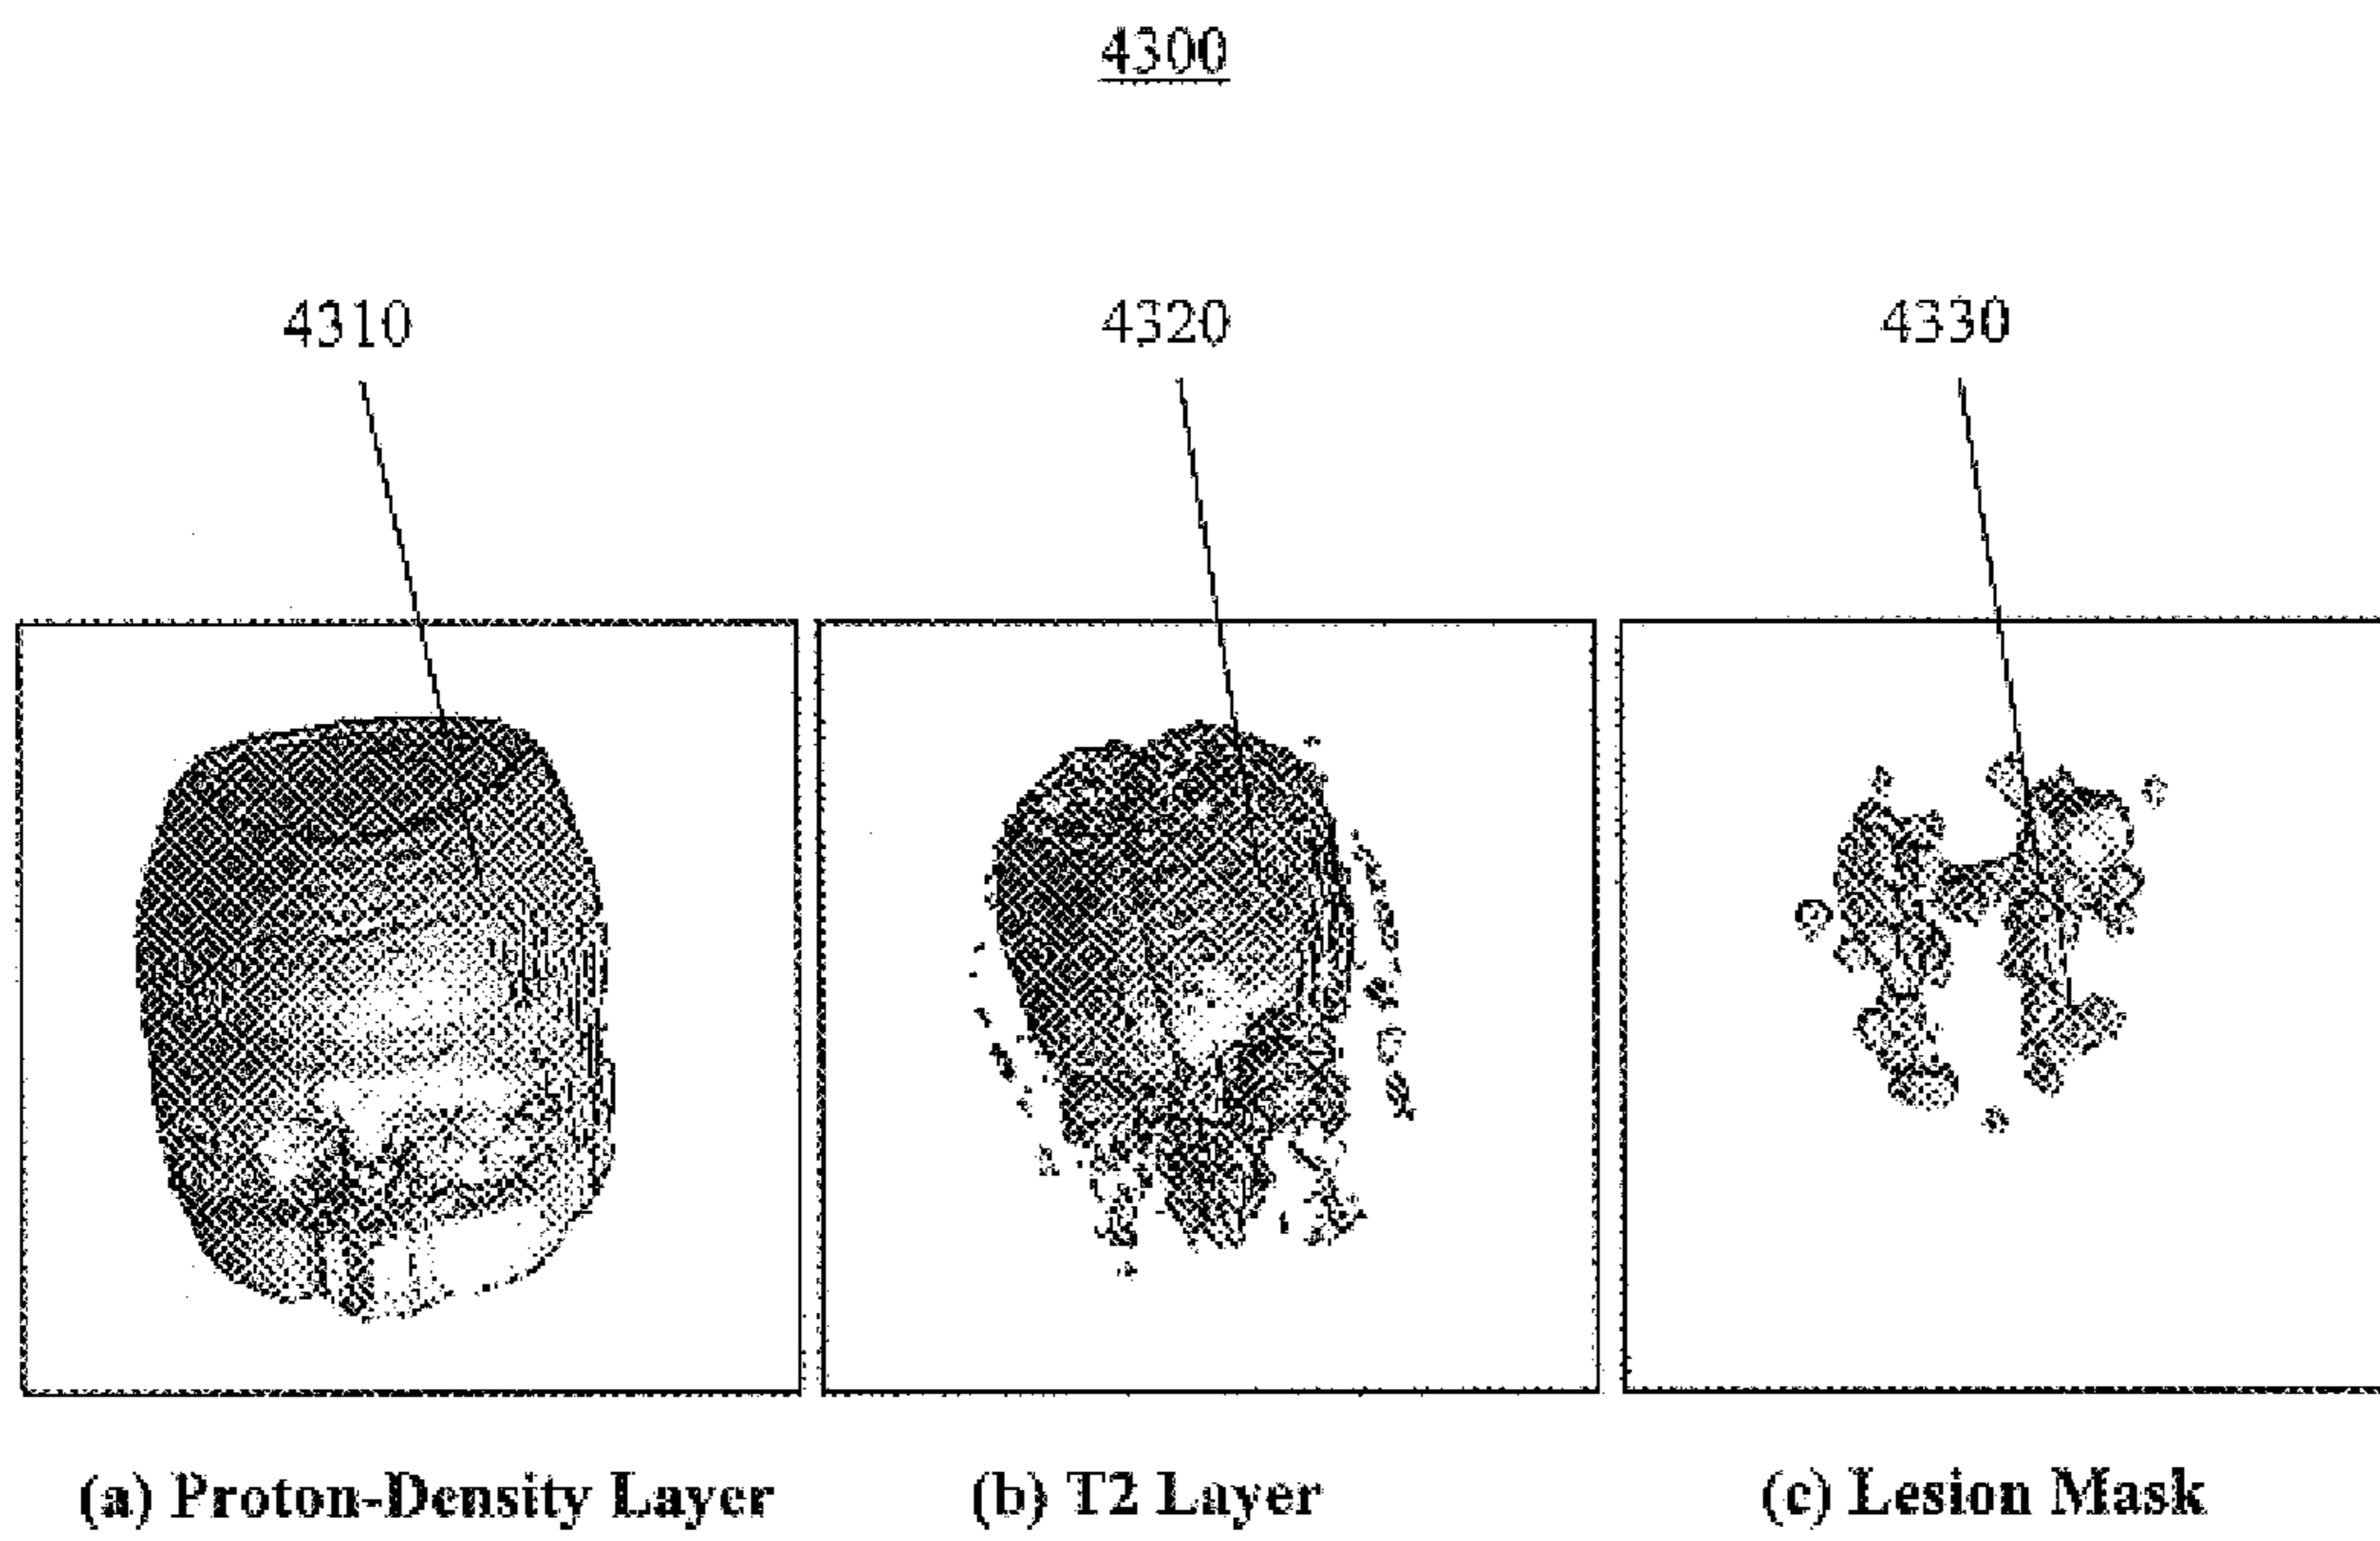 4300
4310 4320 4330
(a) Proton-Density Layer (b) T2 Layer (c) Lesion Mask